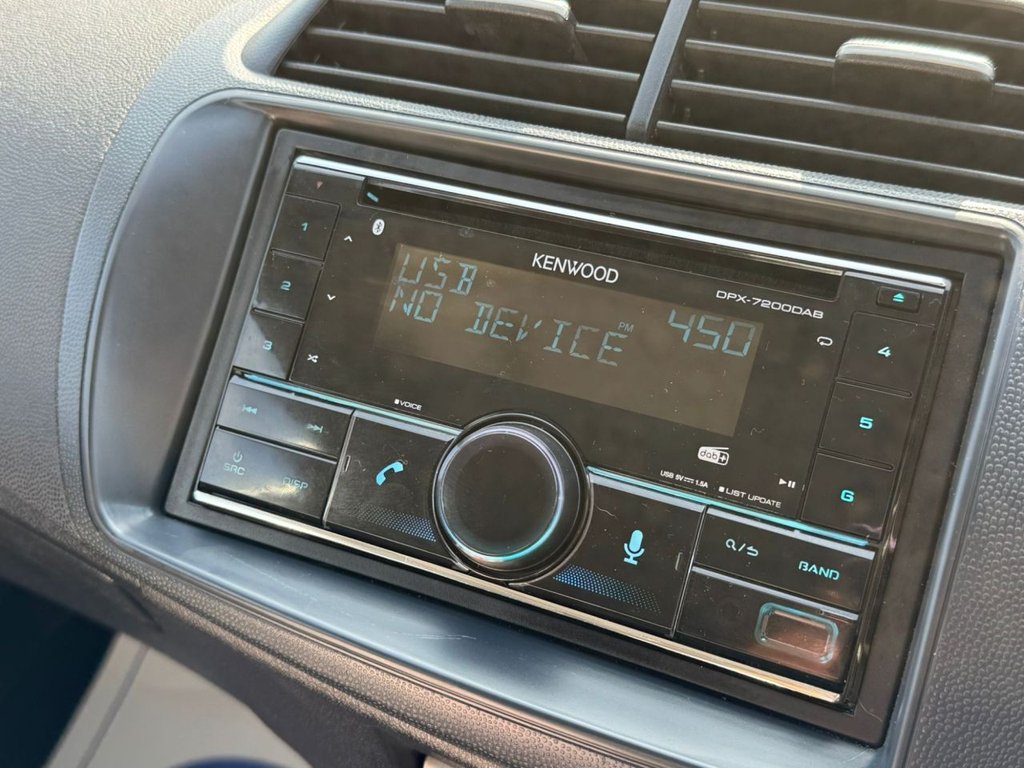 KENWOOD
DPX-7200DAB
USB
NO DEVICE PM 450
1
2
3
4
5
6
VOICE
dab+
USB 5V 1.5A
LIST UPDATE
SRC
DISP
BAND